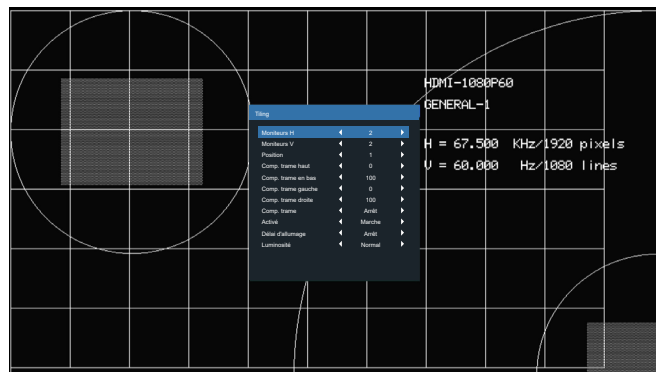 HDMI-1080P60
GENERAL-1
H = 67.500 KHz/1920 pixels
V = 60.000 Hz/1080 lines
Tiling
Moniteurs H 2
Moniteurs V 2
Position 1
Comp. trame haut 0
Comp. trame en bas 100
Comp. trame gauche 0
Comp. trame droite 100
Comp. trame Arrêt
Activé Marche
Délai d'allumage Arrêt
Luminosité Normal